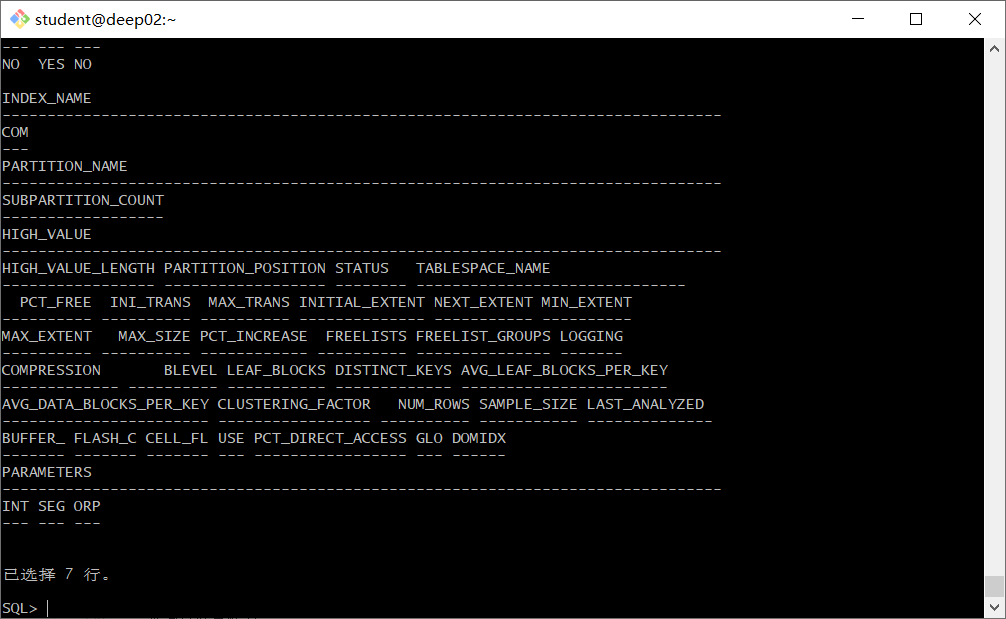 student@deep02:~
--- --- ---
NO  YES NO
INDEX_NAME
--------------------------------------------------------------------------------
COM
---
PARTITION_NAME
--------------------------------------------------------------------------------
SUBPARTITION_COUNT
------------------
HIGH_VALUE
--------------------------------------------------------------------------------
HIGH_VALUE_LENGTH PARTITION_POSITION STATUS   TABLESPACE_NAME
----------------- ------------------ -------- ------------------------------
  PCT_FREE  INI_TRANS  MAX_TRANS INITIAL_EXTENT NEXT_EXTENT MIN_EXTENT
---------- ---------- ---------- -------------- ----------- ----------
MAX_EXTENT   MAX_SIZE PCT_INCREASE  FREELISTS FREELIST_GROUPS LOGGING
---------- ---------- ------------ ---------- --------------- -------
COMPRESSION       BLEVEL LEAF_BLOCKS DISTINCT_KEYS AVG_LEAF_BLOCKS_PER_KEY
------------- ---------- ----------- ------------- -----------------------
AVG_DATA_BLOCKS_PER_KEY CLUSTERING_FACTOR   NUM_ROWS SAMPLE_SIZE LAST_ANALYZED
----------------------- ----------------- ---------- ----------- --------------
BUFFER_ FLASH_C CELL_FL USE PCT_DIRECT_ACCESS GLO DOMIDX
------- ------- ------- --- ----------------- --- ------
PARAMETERS
--------------------------------------------------------------------------------
INT SEG ORP
--- --- ---
已选择 7 行。
SQL>